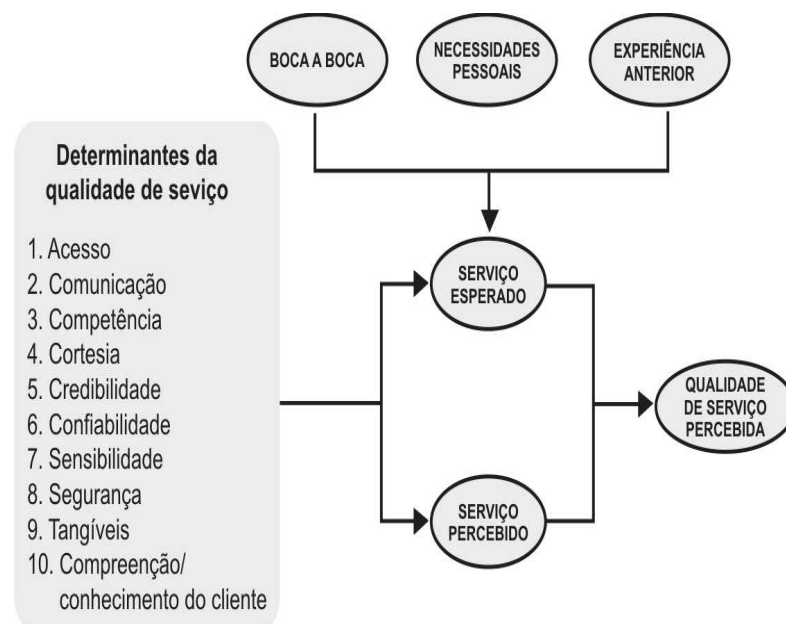 BOCA A BOCA
NECESSIDADES
PESSOAIS
EXPERIÊNCIA
ANTERIOR
Determinantes da
qualidade de seviço
1. Acesso
2. Comunicação
3. Competência
4. Cortesia
5. Credibilidade
6. Confiabilidade
7. Sensibilidade
8. Segurança
9. Tangíveis
10. Compreenção/
conhecimento do cliente
SERVIÇO
ESPERADO
SERVIÇO
PERCEBIDO
QUALIDADE
DE SERVIÇO
PERCEBIDA